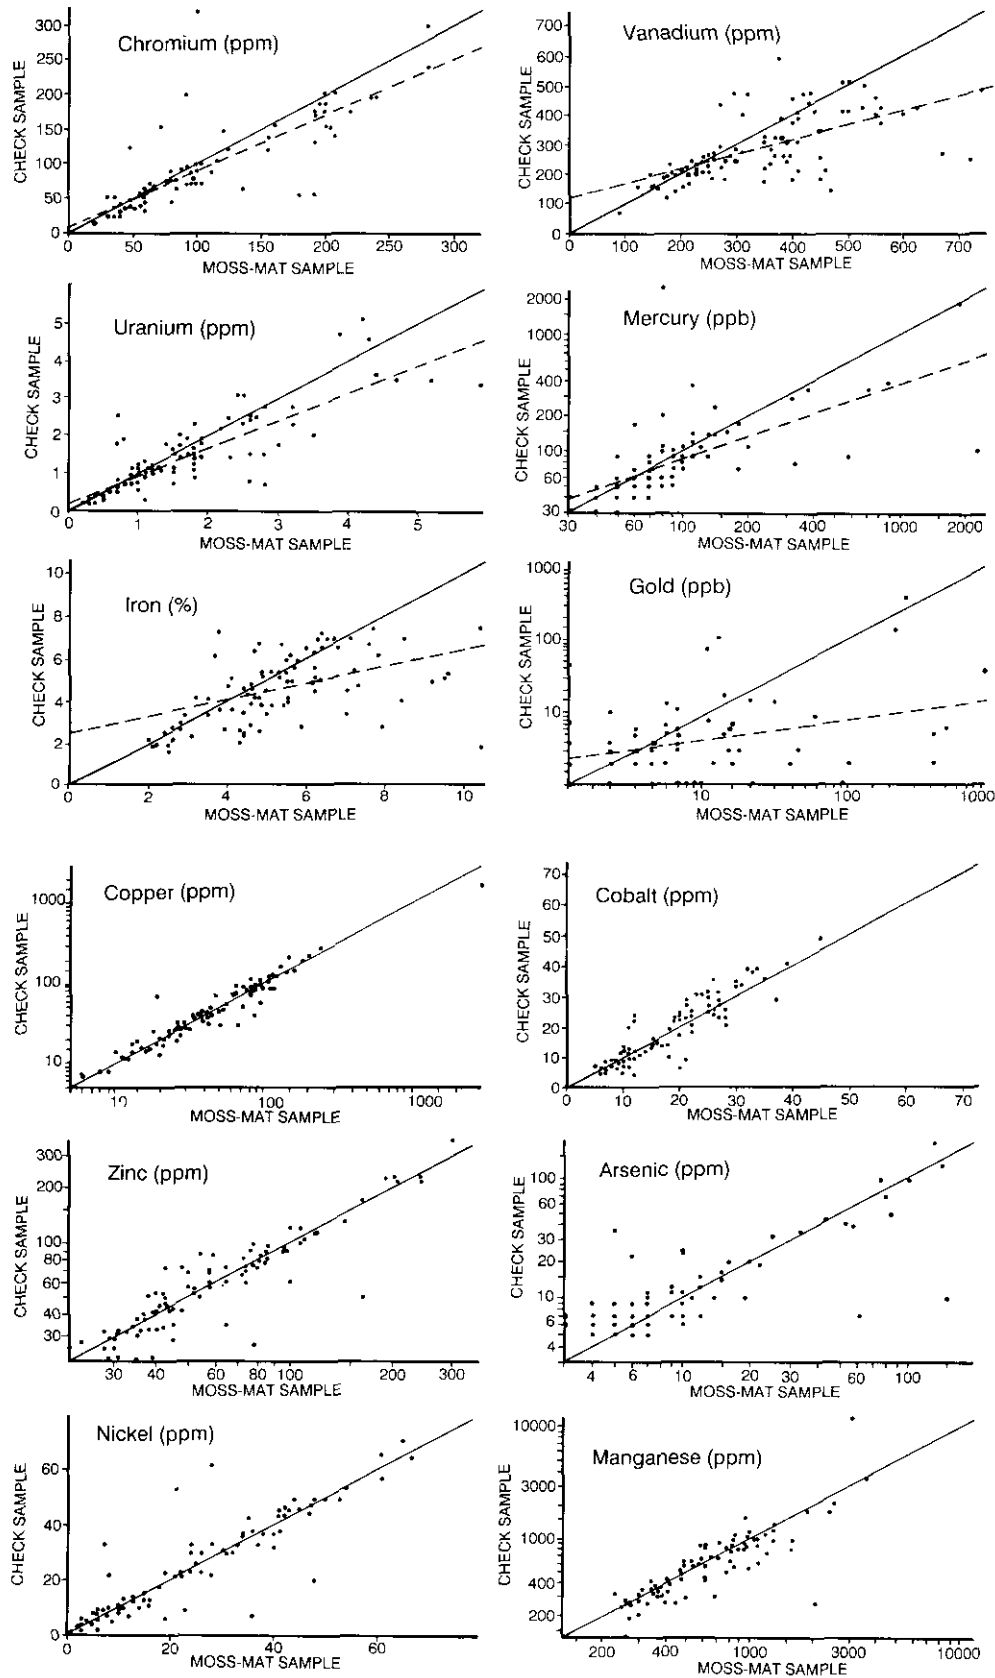 Chromium (ppm)
CHECK SAMPLE
300
250
200
150
100
50
0
0 50 100 150 200 250 300
MOSS-MAT SAMPLE
Vanadium (ppm)
CHECK SAMPLE
700
600
500
400
300
200
100
0
0 100 200 300 400 500 600 700
MOSS-MAT SAMPLE
Uranium (ppm)
CHECK SAMPLE
5
4
3
2
1
0
0 1 2 3 4 5
MOSS-MAT SAMPLE
Mercury (ppb)
CHECK SAMPLE
2000
1000
400
200
100
60
30
30 60 100 200 400 1000 2000
MOSS-MAT SAMPLE
Iron (%)
CHECK SAMPLE
10
8
6
4
2
0
0 2 4 6 8 10
MOSS-MAT SAMPLE
Gold (ppb)
CHECK SAMPLE
1000
100
10
10 100 1000
MOSS-MAT SAMPLE
Copper (ppm)
CHECK SAMPLE
1000
100
10
10 100 1000
MOSS-MAT SAMPLE
Cobalt (ppm)
CHECK SAMPLE
70
60
50
40
30
20
10
0
0 10 20 30 40 50 60 70
MOSS-MAT SAMPLE
Zinc (ppm)
CHECK SAMPLE
300
200
100
80
60
40
30
30 40 60 80 100 200 300
MOSS-MAT SAMPLE
Arsenic (ppm)
CHECK SAMPLE
100
60
30
20
10
6
4
4 6 10 20 30 60 100
MOSS-MAT SAMPLE
Nickel (ppm)
CHECK SAMPLE
60
40
20
0
0 20 40 60
MOSS-MAT SAMPLE
Manganese (ppm)
CHECK SAMPLE
10000
3000
1000
400
200
200 400 1000 3000 10000
MOSS-MAT SAMPLE